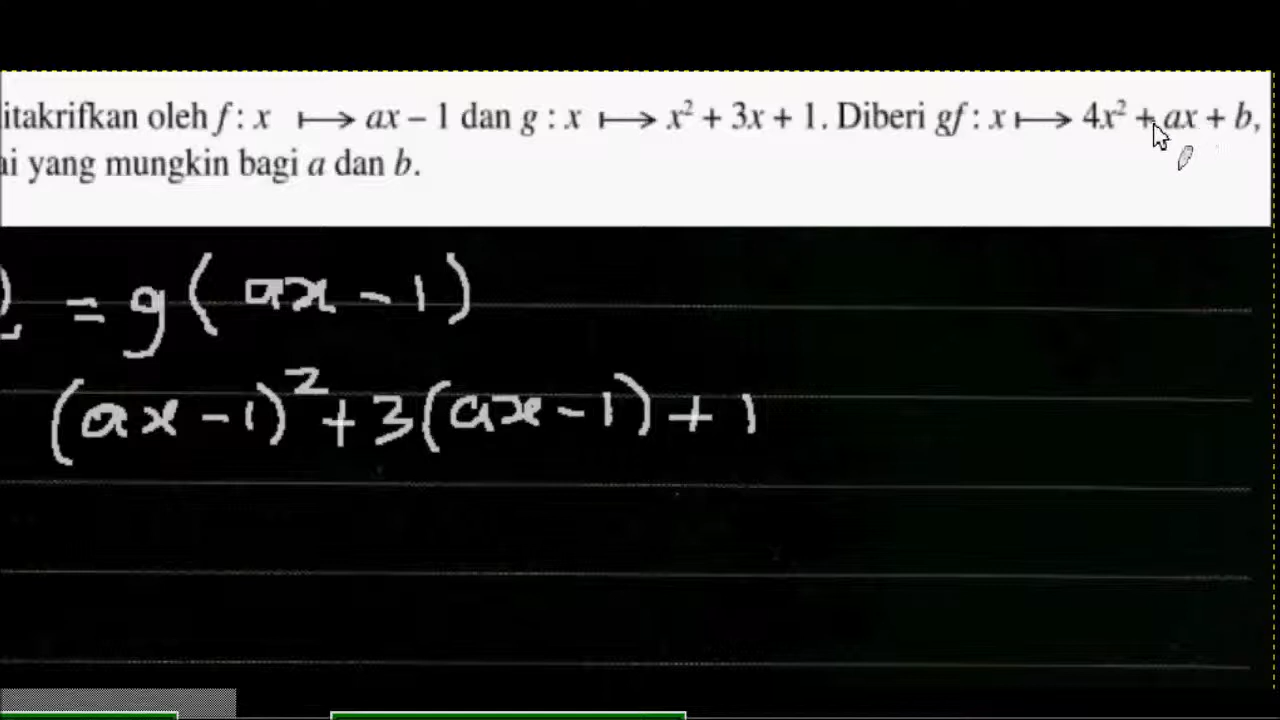 itakrifkan oleh f : x ⟼ ax – 1 dan g : x ⟼ x² + 3x + 1. Diberi gf : x ⟼ 4x² + ax + b,
yang mungkin bagi a dan b.
= g(ax - 1)
(ax - 1)² + 3(ax - 1) + 1